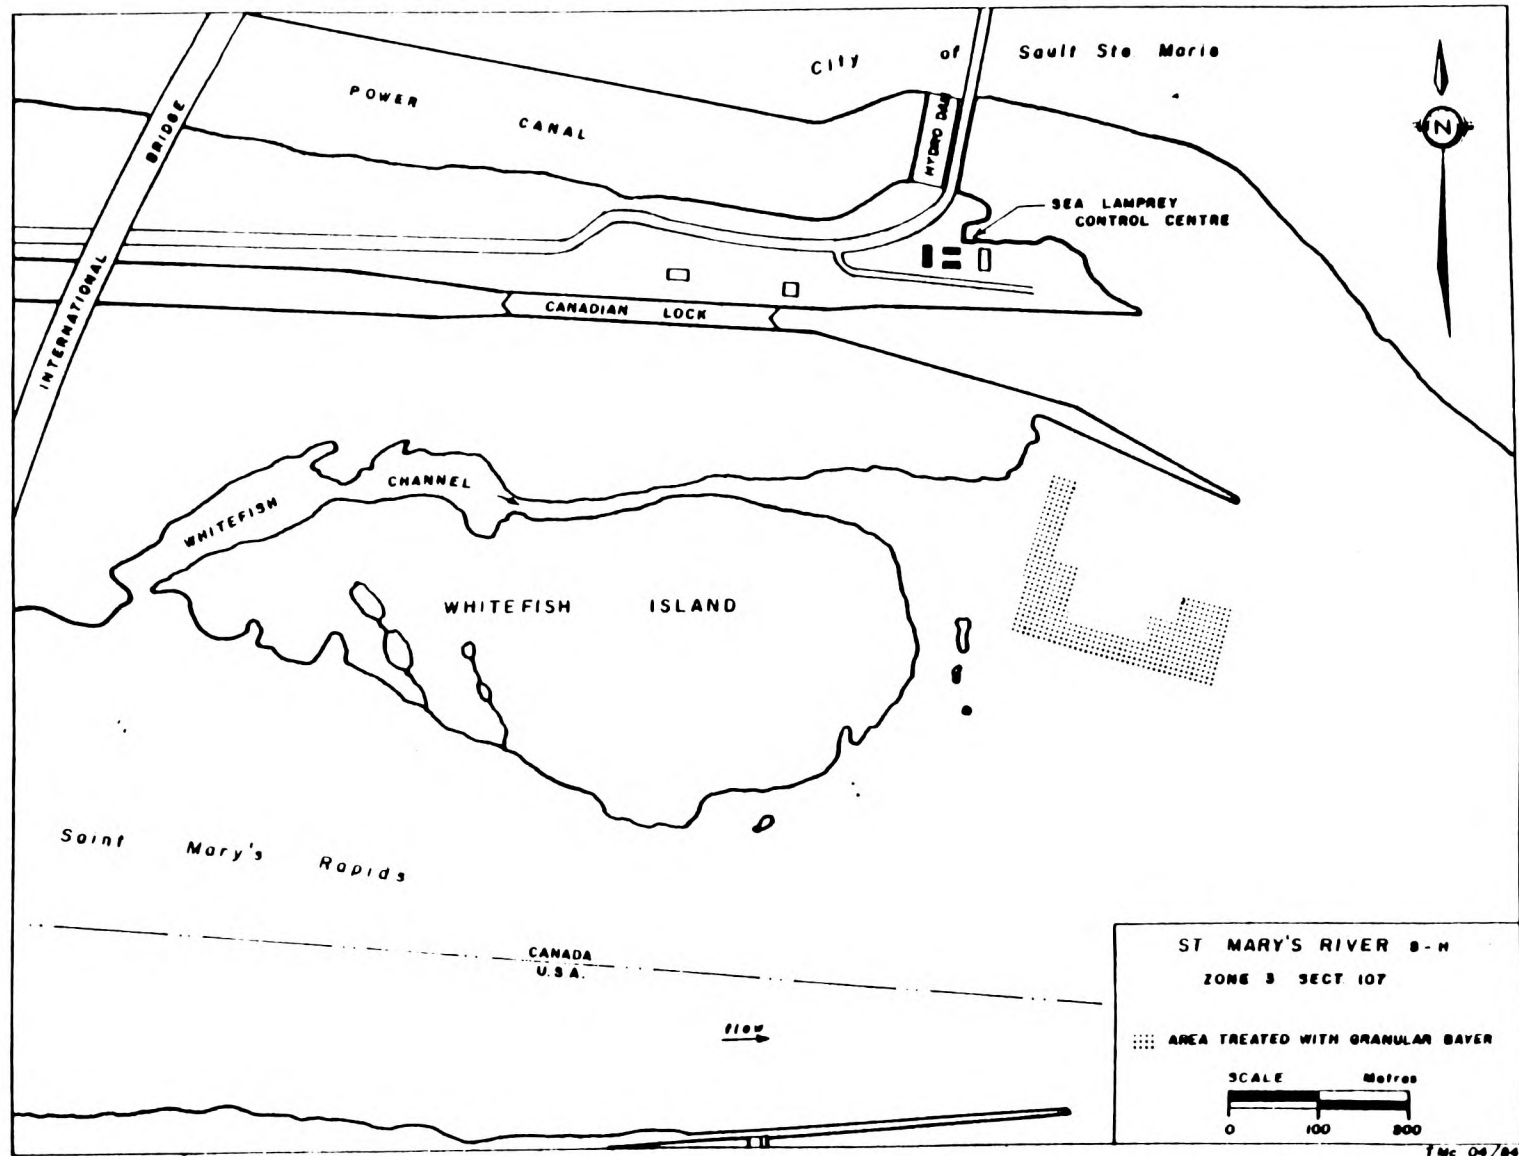 City of Sault Ste Marie
POWER CANAL
HYDRO DAM
INTERNATIONAL BRIDGE
N
SEA LAMPREY
CONTROL CENTRE
CANADIAN LOCK
WHITEFISH CHANNEL
WHITEFISH ISLAND
Saint Mary's Rapids
CANADA
U.S.A.
flow
ST MARY'S RIVER
ZONE 3 SECT. 107
AREA TREATED WITH GRANULAR BAYER
SCALE Metres
0 100
04/84